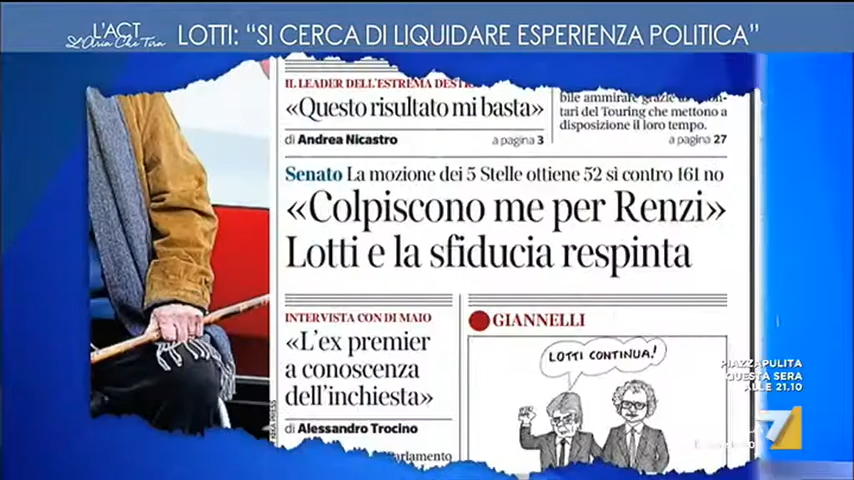 L'ACT
L'Aria Che Tira
LOTTI: “SI CERCA DI LIQUIDARE ESPERIENZA POLITICA”
IL LEADER DELL'ESTREMA
«Questo risultato mi basta»
di Andrea Nicastro
a pagina 3
bile ammirare grazie
tari del Touring che mettono a
disposizione il loro tempo.
a pagina 27
Senato La mozione dei 5 Stelle ottiene 52 sì contro 161 no
«Colpiscono me per Renzi»
Lotti e la sfiducia respinta
INTERVISTA CON DI MAIO
«L'ex premier
a conoscenza
dell'inchiesta»
di Alessandro Trocino
GIANNELLI
LOTTI CONTINUA!
PIAZZAPULITA
QUESTA SERA
ALLE 21.10
7